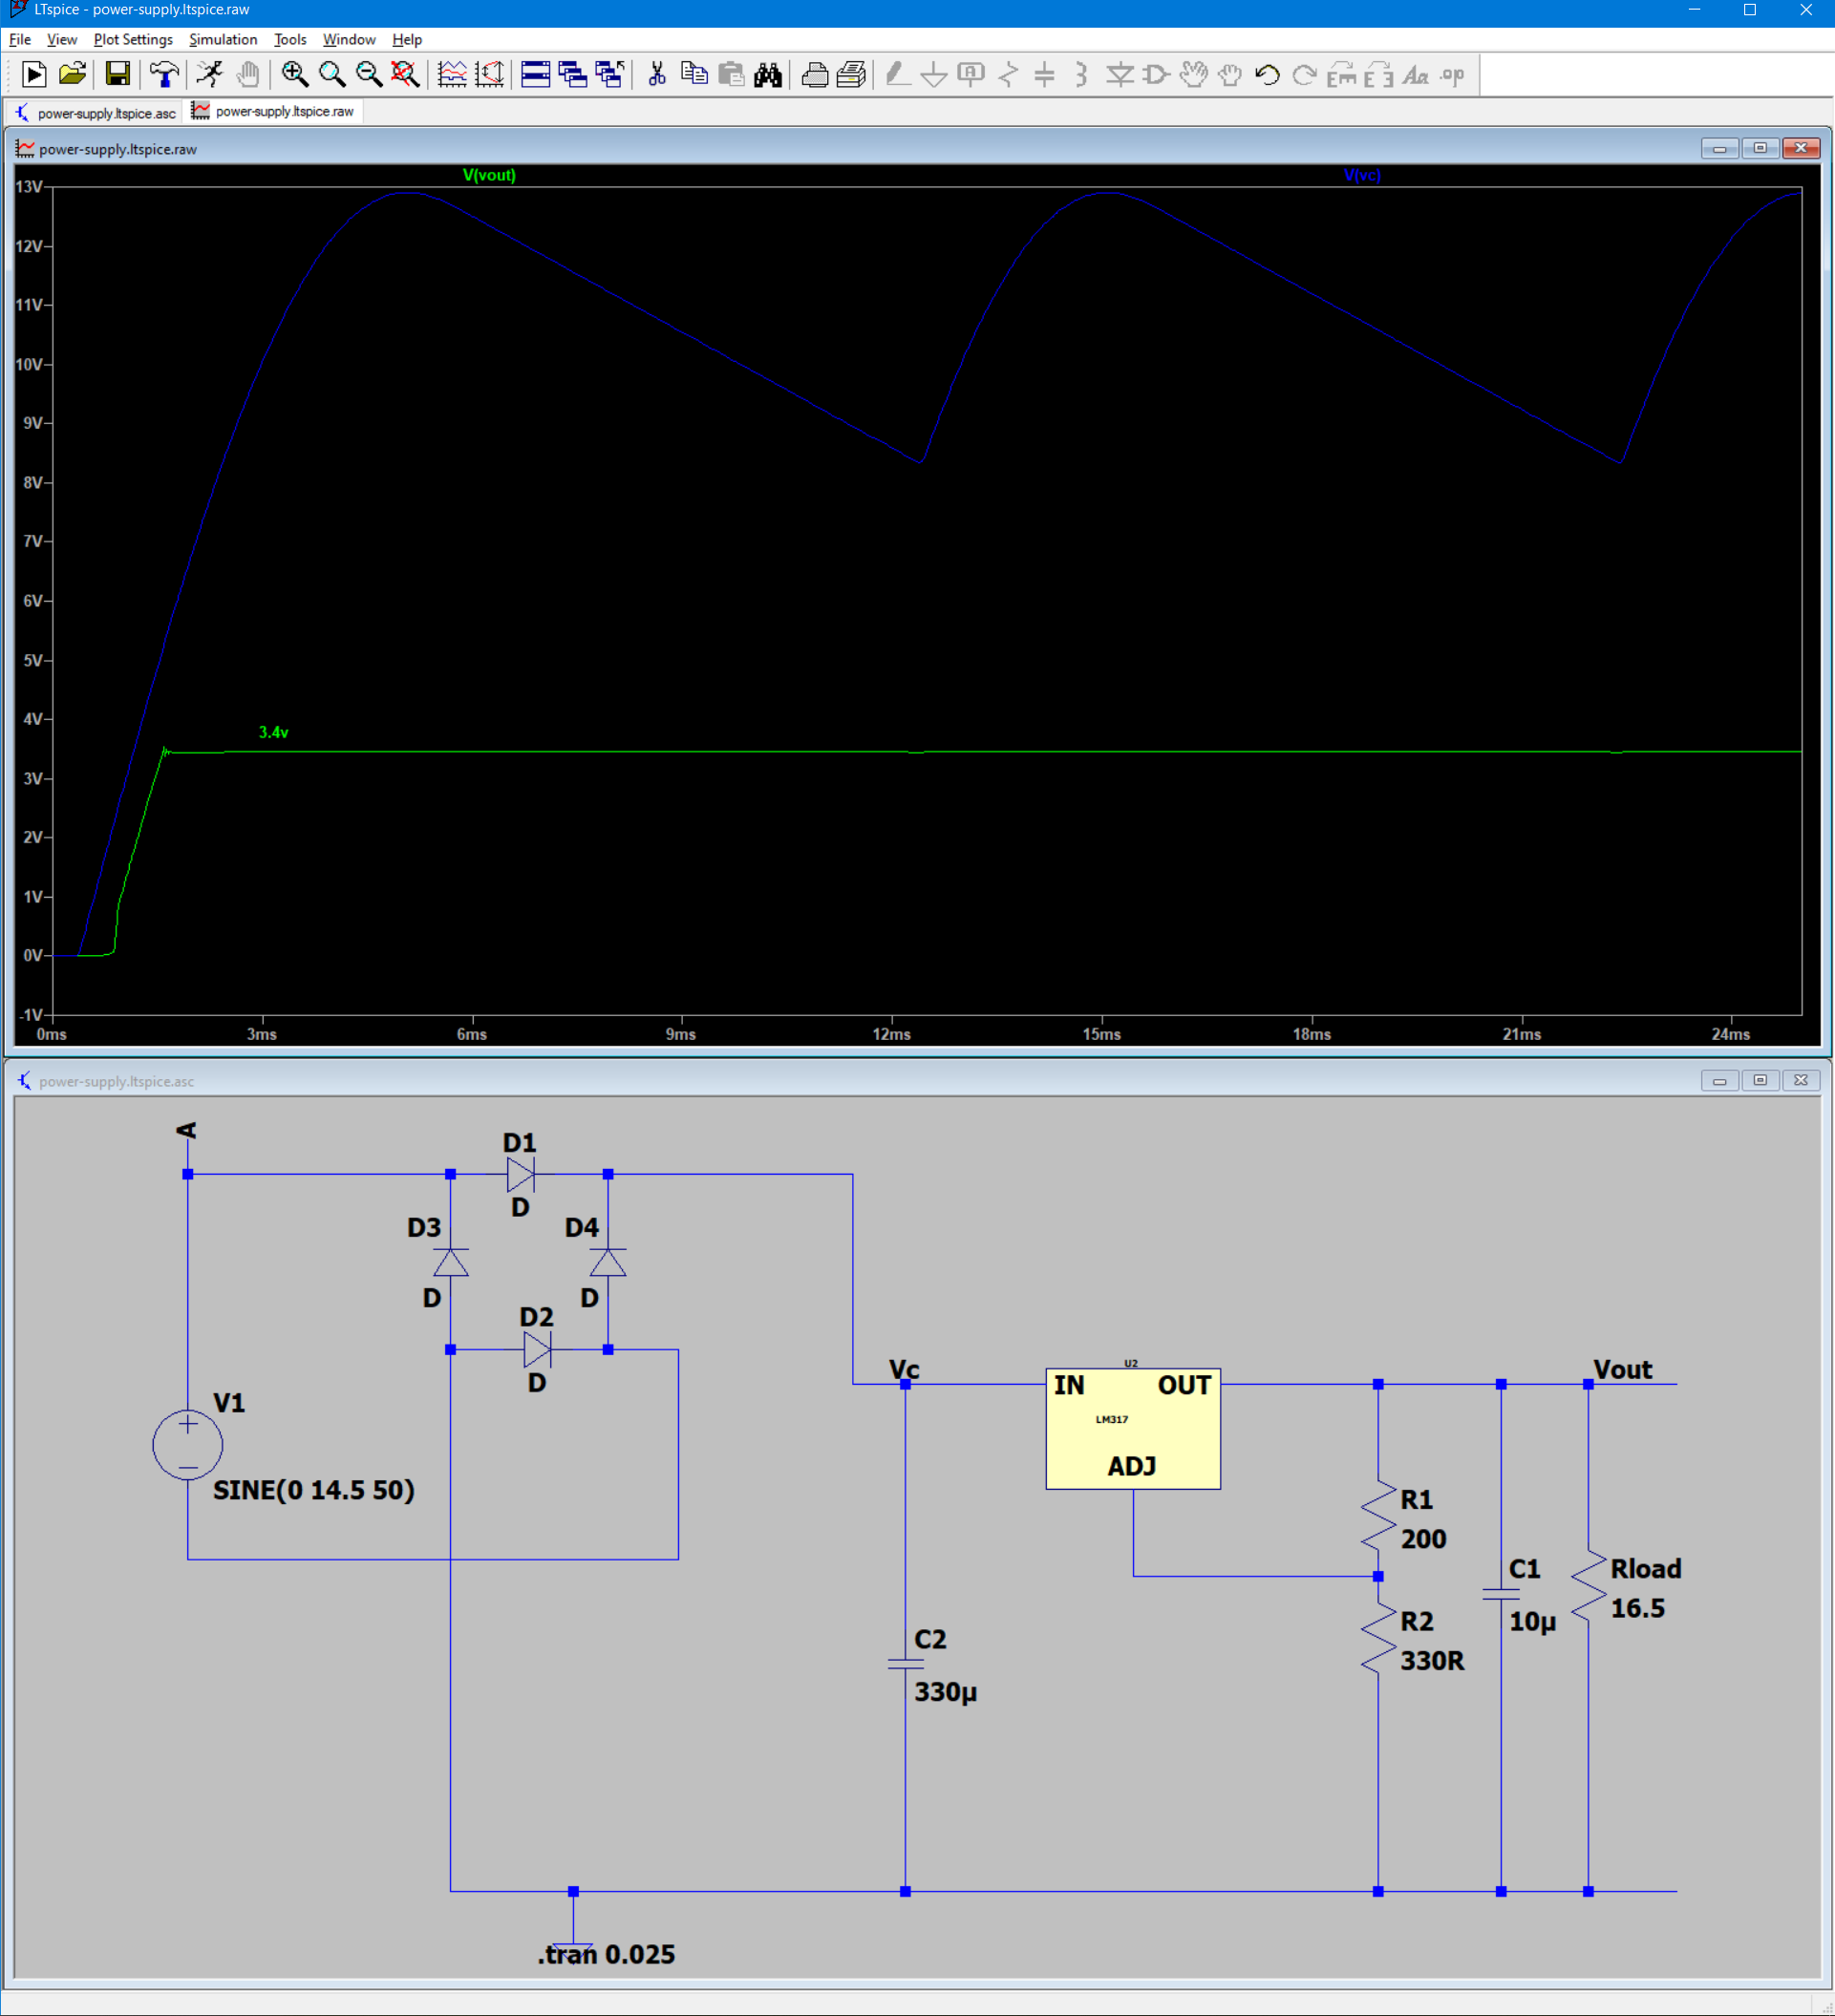 LTspice - power-supply.ltspice.raw
File View Plot Settings Simulation Tools Window Help
power-supply.ltspice.asc power-supply.ltspice.raw
power-supply.ltspice.raw
V(vout) V(vc)
13V
12V
11V
10V
9V
8V
7V
6V
5V
4V
3.4v
3V
2V
1V
0V
-1V
0ms 3ms 6ms 9ms 12ms 15ms 18ms 21ms 24ms
power-supply.ltspice.asc
A
D1
D
D3 D4
D D
D2
D
V1
SINE(0 14.5 50)
Vc
U2
IN OUT
LM317
ADJ
Vout
R1
200
C1
10µ
Rload
16.5
R2
330R
C2
330µ
.tran 0.025